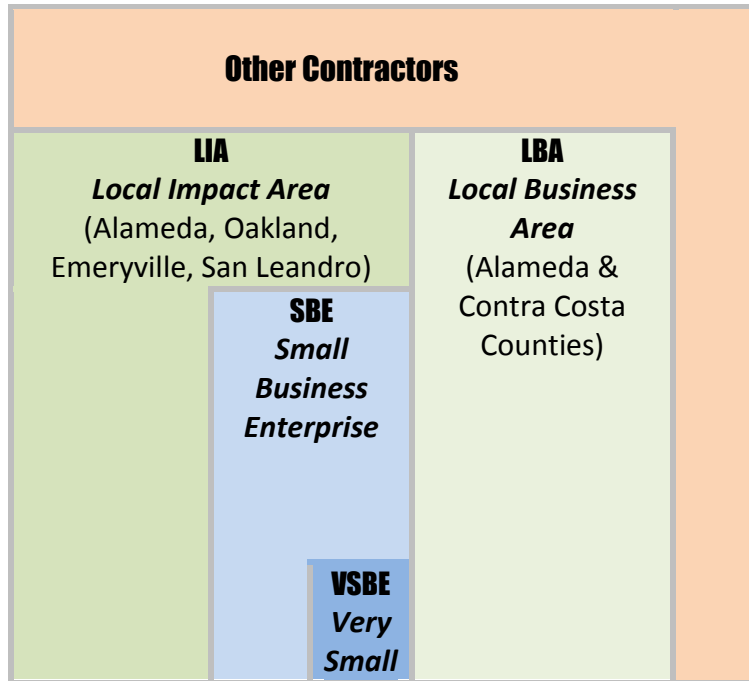 Other Contractors
LIA
Local Impact Area
(Alameda, Oakland,
Emeryville, San Leandro)
LBA
Local Business
Area
(Alameda &
Contra Costa
Counties)
SBE
Small
Business
Enterprise
VSBE
Very
Small